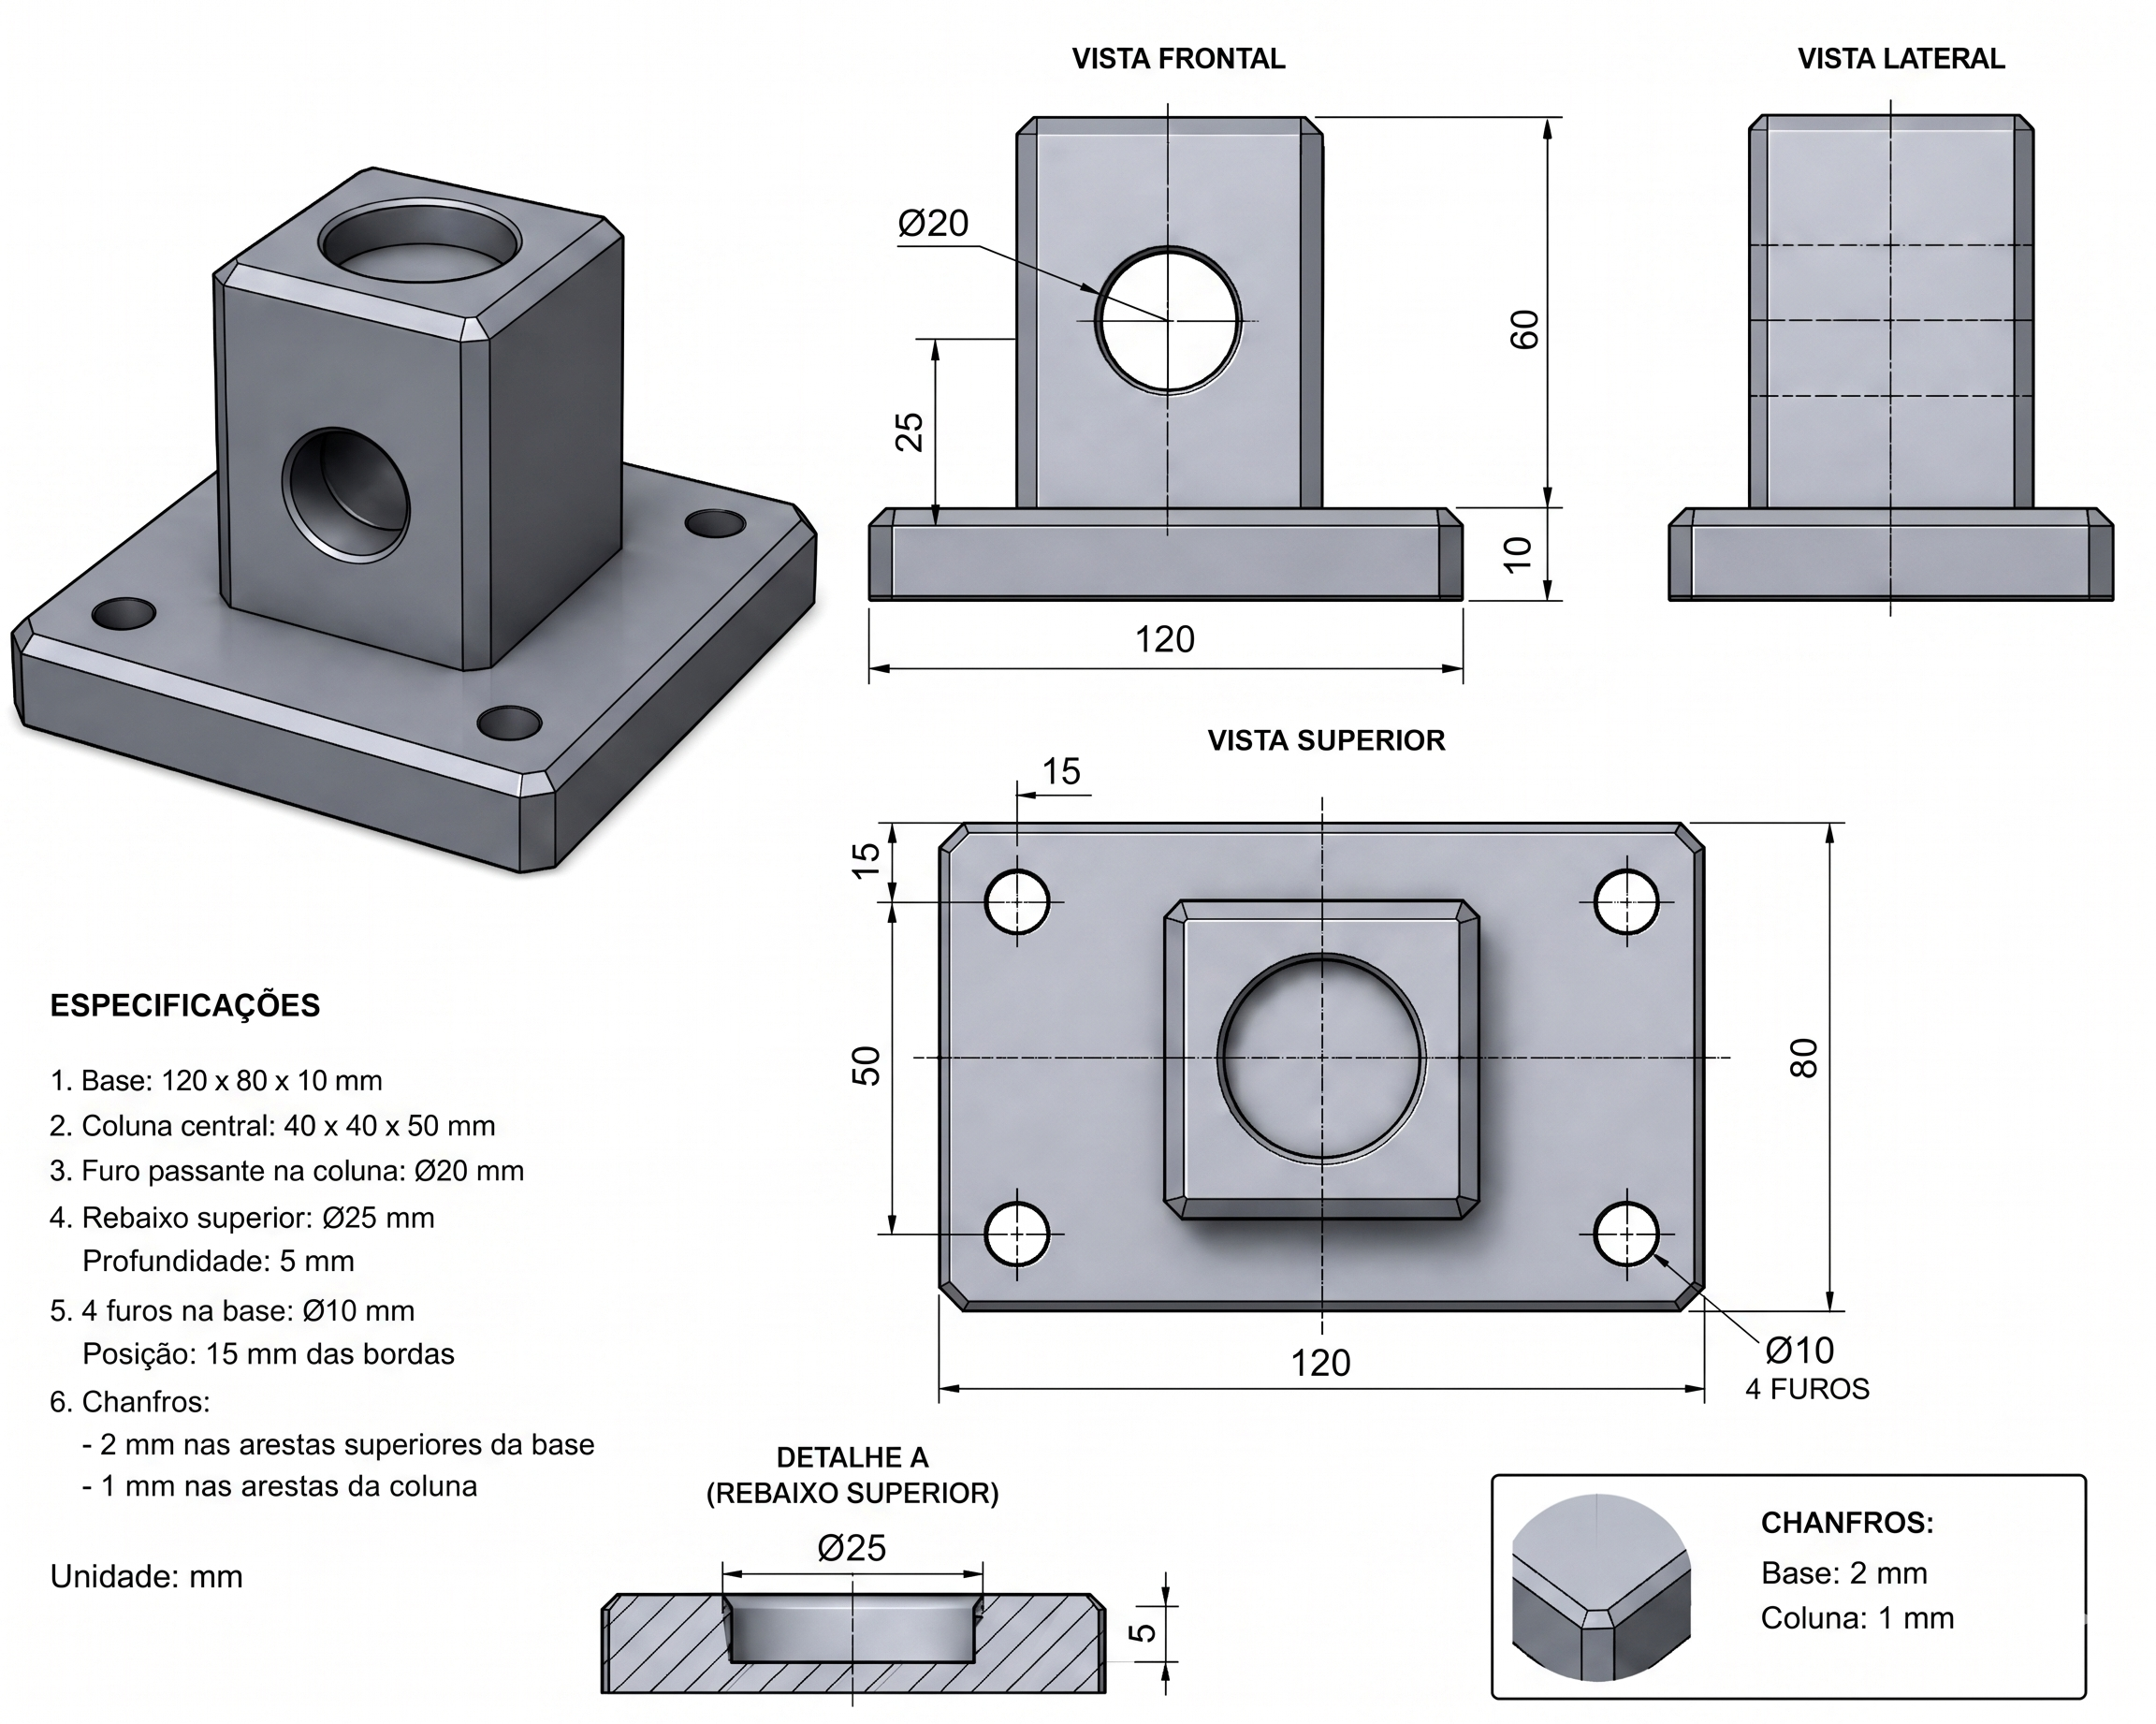 VISTA FRONTAL
VISTA LATERAL
Ø20
25
60
10
120
VISTA SUPERIOR
15
15
50
80
120
Ø10
4 FUROS
ESPECIFICAÇÕES
1. Base: 120 x 80 x 10 mm
2. Coluna central: 40 x 40 x 50 mm
3. Furo passante na coluna: Ø20 mm
4. Rebaixo superior: Ø25 mm
Profundidade: 5 mm
5. 4 furos na base: Ø10 mm
Posição: 15 mm das bordas
6. Chanfros:
- 2 mm nas arestas superiores da base
- 1 mm nas arestas da coluna
Unidade: mm
DETALHE A
(REBAIXO SUPERIOR)
Ø25
5
CHANFROS:
Base: 2 mm
Coluna: 1 mm